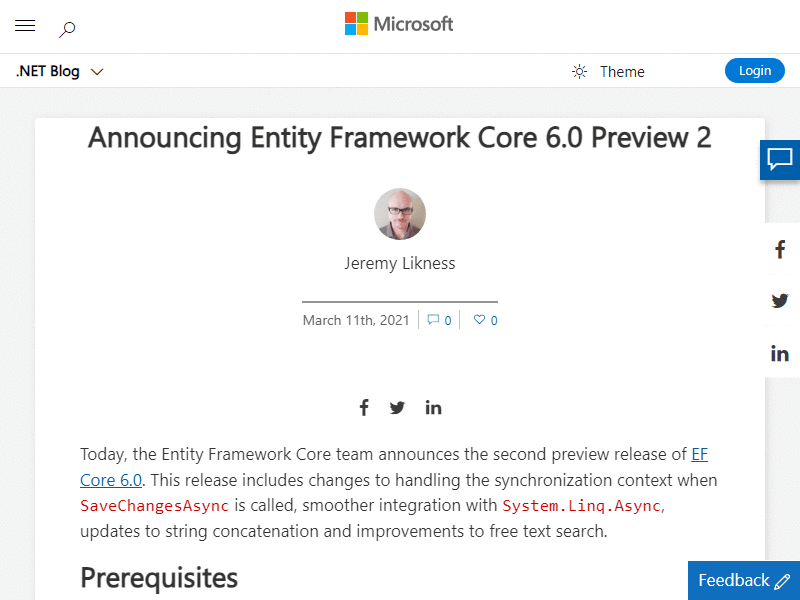 Microsoft
.NET Blog
Theme
Login
Announcing Entity Framework Core 6.0 Preview 2
Jeremy Likness
March 11th, 2021
0
0
Today, the Entity Framework Core team announces the second preview release of EF
Core 6.0. This release includes changes to handling the synchronization context when
SaveChangesAsync is called, smoother integration with System.Linq.Async,
updates to string concatenation and improvements to free text search.
Prerequisites
Feedback